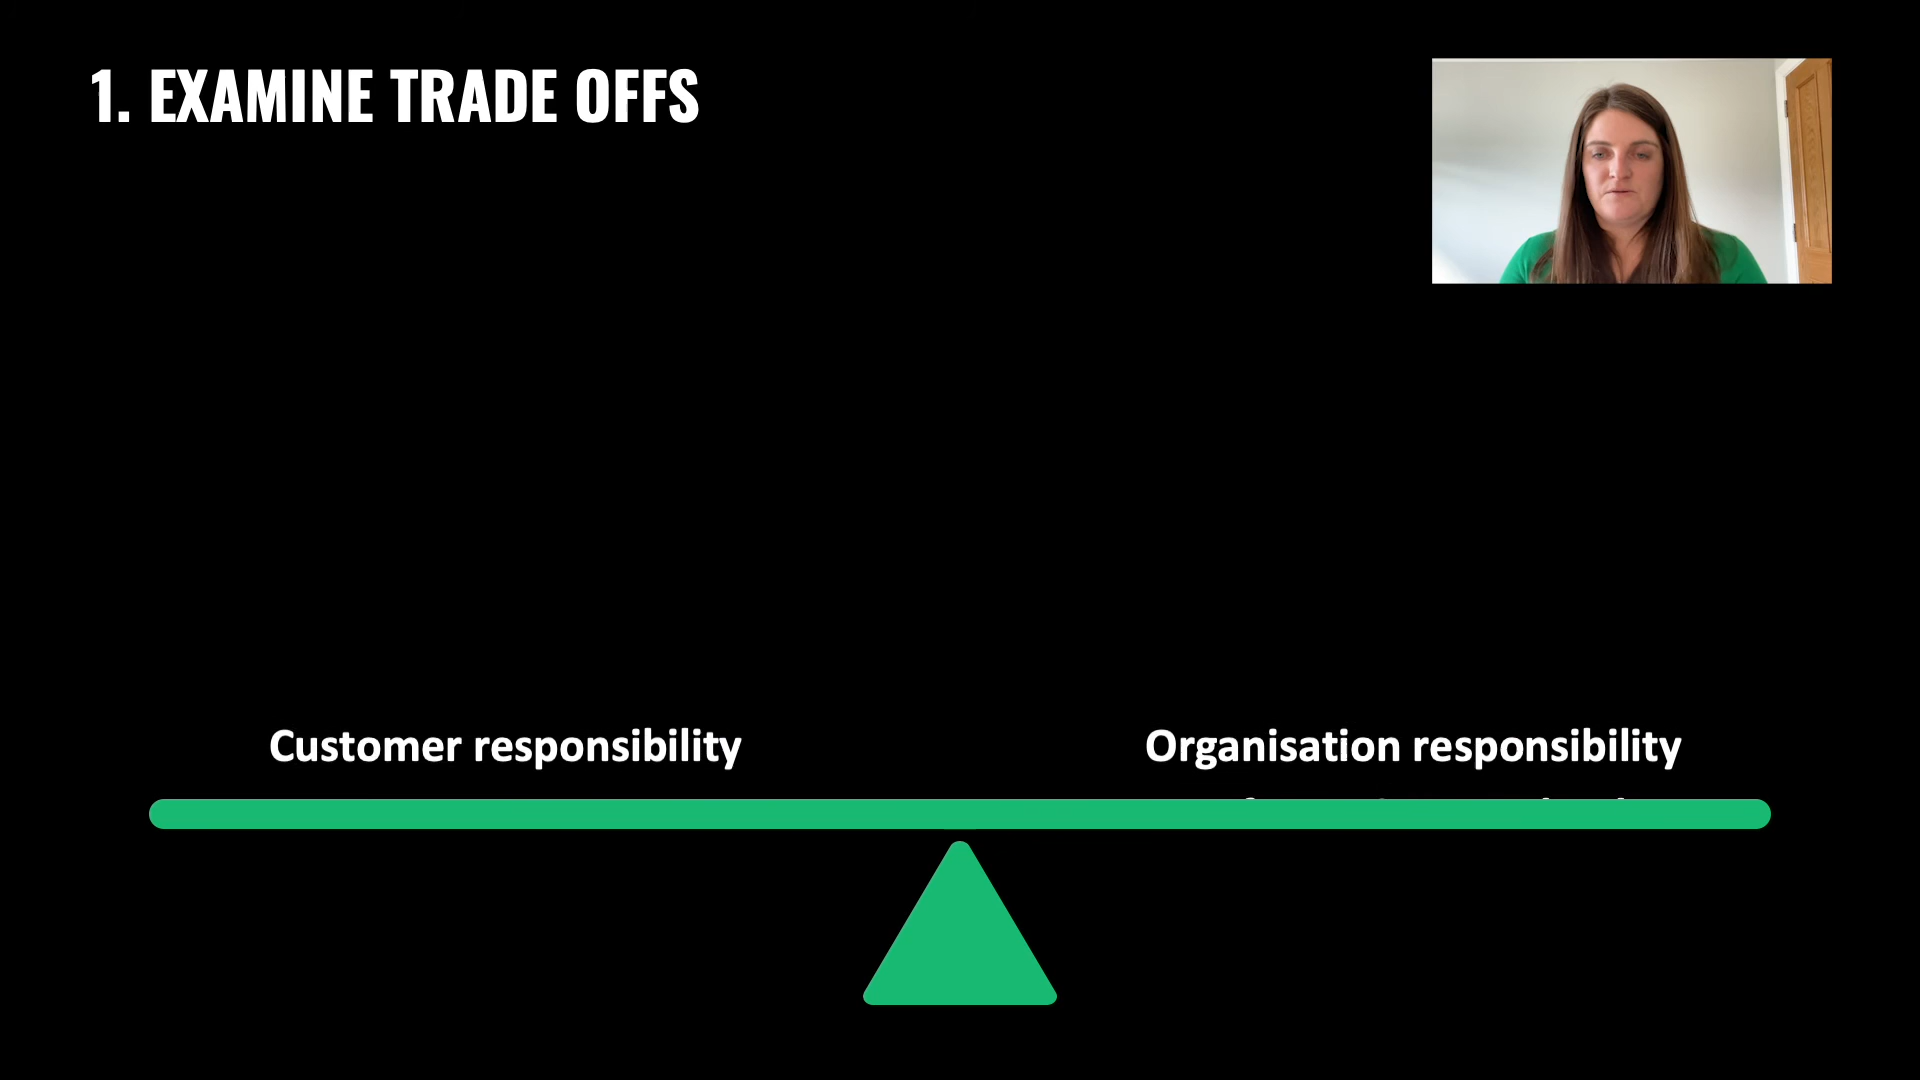 1. EXAMINE TRADE OFFS
Customer responsibility
Organisation responsibility